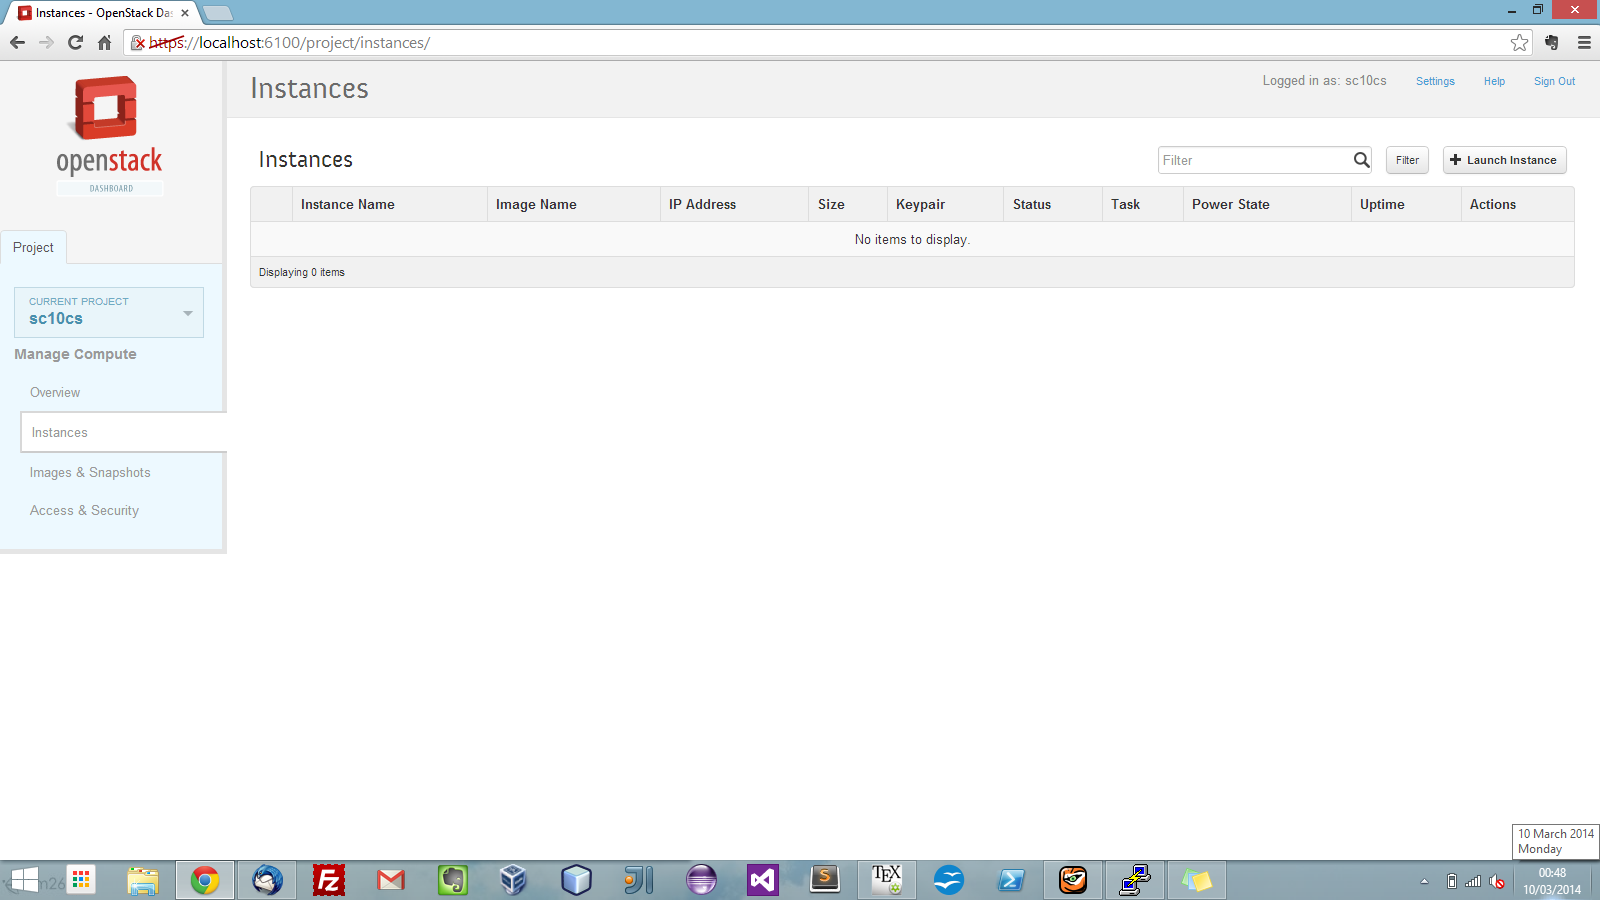 Instances - OpenStack Das
https://localhost:6100/project/instances/
openstack
DASHBOARD
Instances
Logged in as: sc10cs
Settings
Help
Sign Out
Project
CURRENT PROJECT
sc10cs
Manage Compute
Overview
Instances
Images & Snapshots
Access & Security
Instances
Filter
Filter
Launch Instance
Instance Name
Image Name
IP Address
Size
Keypair
Status
Task
Power State
Uptime
Actions
No items to display.
Displaying 0 items
10 March 2014
Monday
Fz
J
S
TEX
00:48
10/03/2014